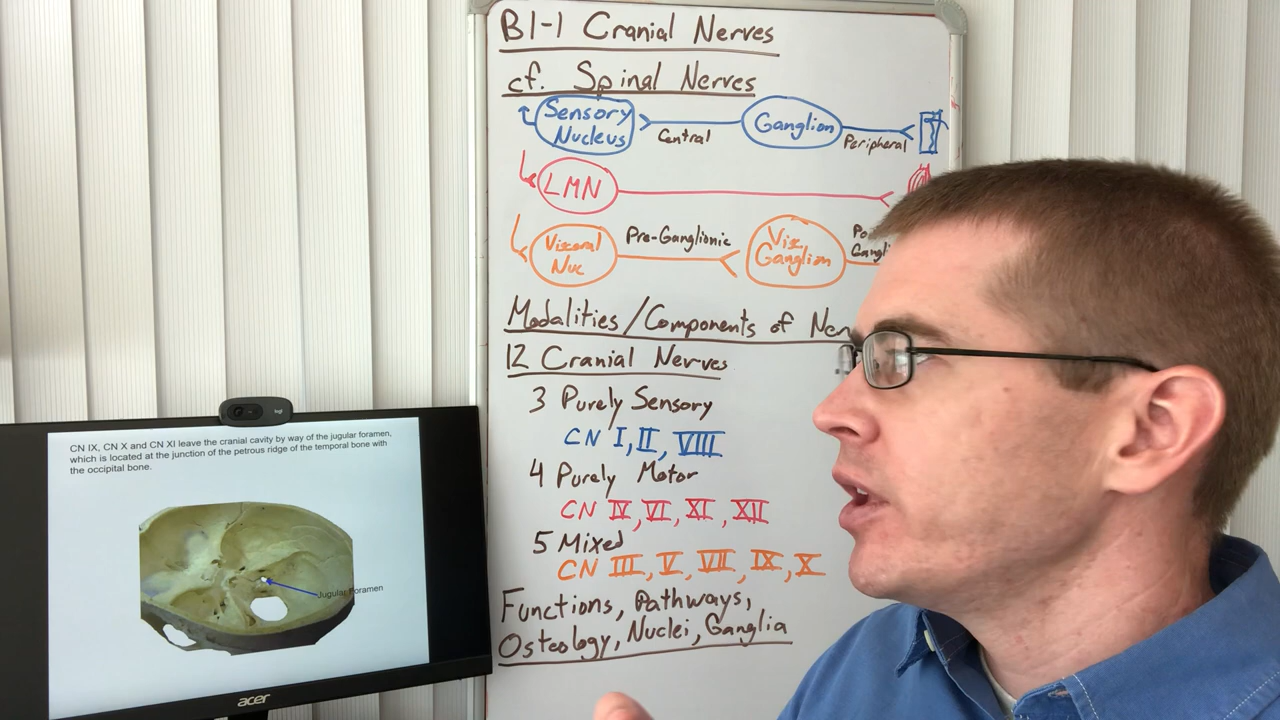 B1-1 Cranial Nerves
cf. Spinal Nerves
Sensory Nucleus
Central
Ganglion
Peripheral
LMN
Visceral Nuc
Pre-Ganglionic
Visc. Ganglion
Modalities/Components of
12 Cranial Nerves
3 Purely Sensory
CN I, II, VIII
4 Purely Motor
CN IV, VI, XI, XII
5 Mixed
CN III, V, VII, IX, X
Functions, Pathways,
Osteology, Nuclei, Ganglia
CN IX, CN X and CN XI leave the cranial cavity by way of the jugular foramen,
which is located at the junction of the petrous ridge of the temporal bone with
the occipital bone.
Jugular Foramen
acer
logi